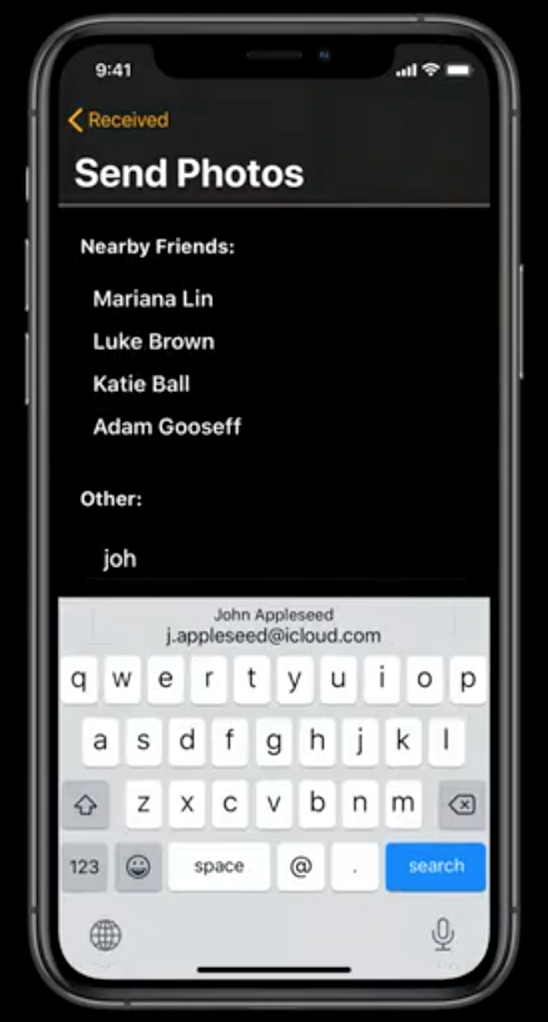 9:41
Received
Send Photos
Nearby Friends:
Mariana Lin
Luke Brown
Katie Ball
Adam Gooseff
Other:
joh
John Appleseed
j.appleseed@icloud.com
q w e r t y u i o p
a s d f g h j k l
z x c v b n m
123 space @ . search